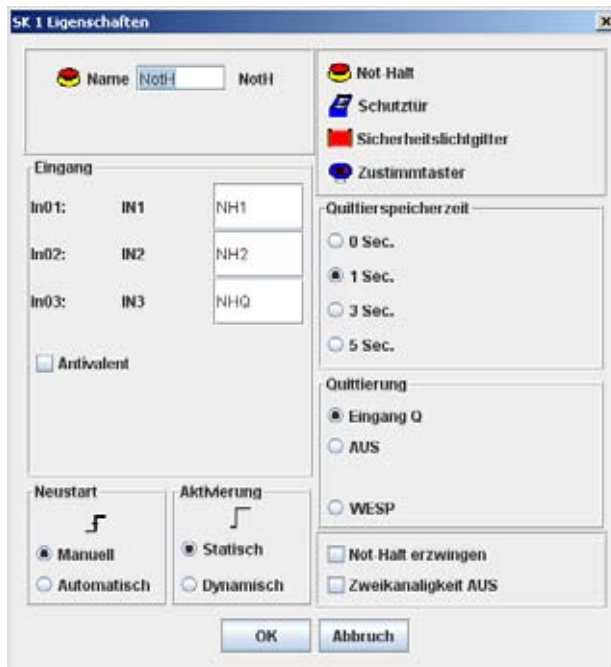 SK 1 Eigenschaften
Name NotH NotH
Not-Halt
Schutztür
Sicherheitslichtgitter
Zustimmtaster
Eingang
In01: IN1 NH1
In02: IN2 NH2
In03: IN3 NHQ
Antivalent
Quittierspeicherzeit
0 Sec.
1 Sec.
3 Sec.
5 Sec.
Quittierung
Eingang Q
AUS
WESP
Neustart
Manuell
Automatisch
Aktivierung
Statisch
Dynamisch
Not-Halt erzwingen
Zweikanaligkeit AUS
OK Abbruch